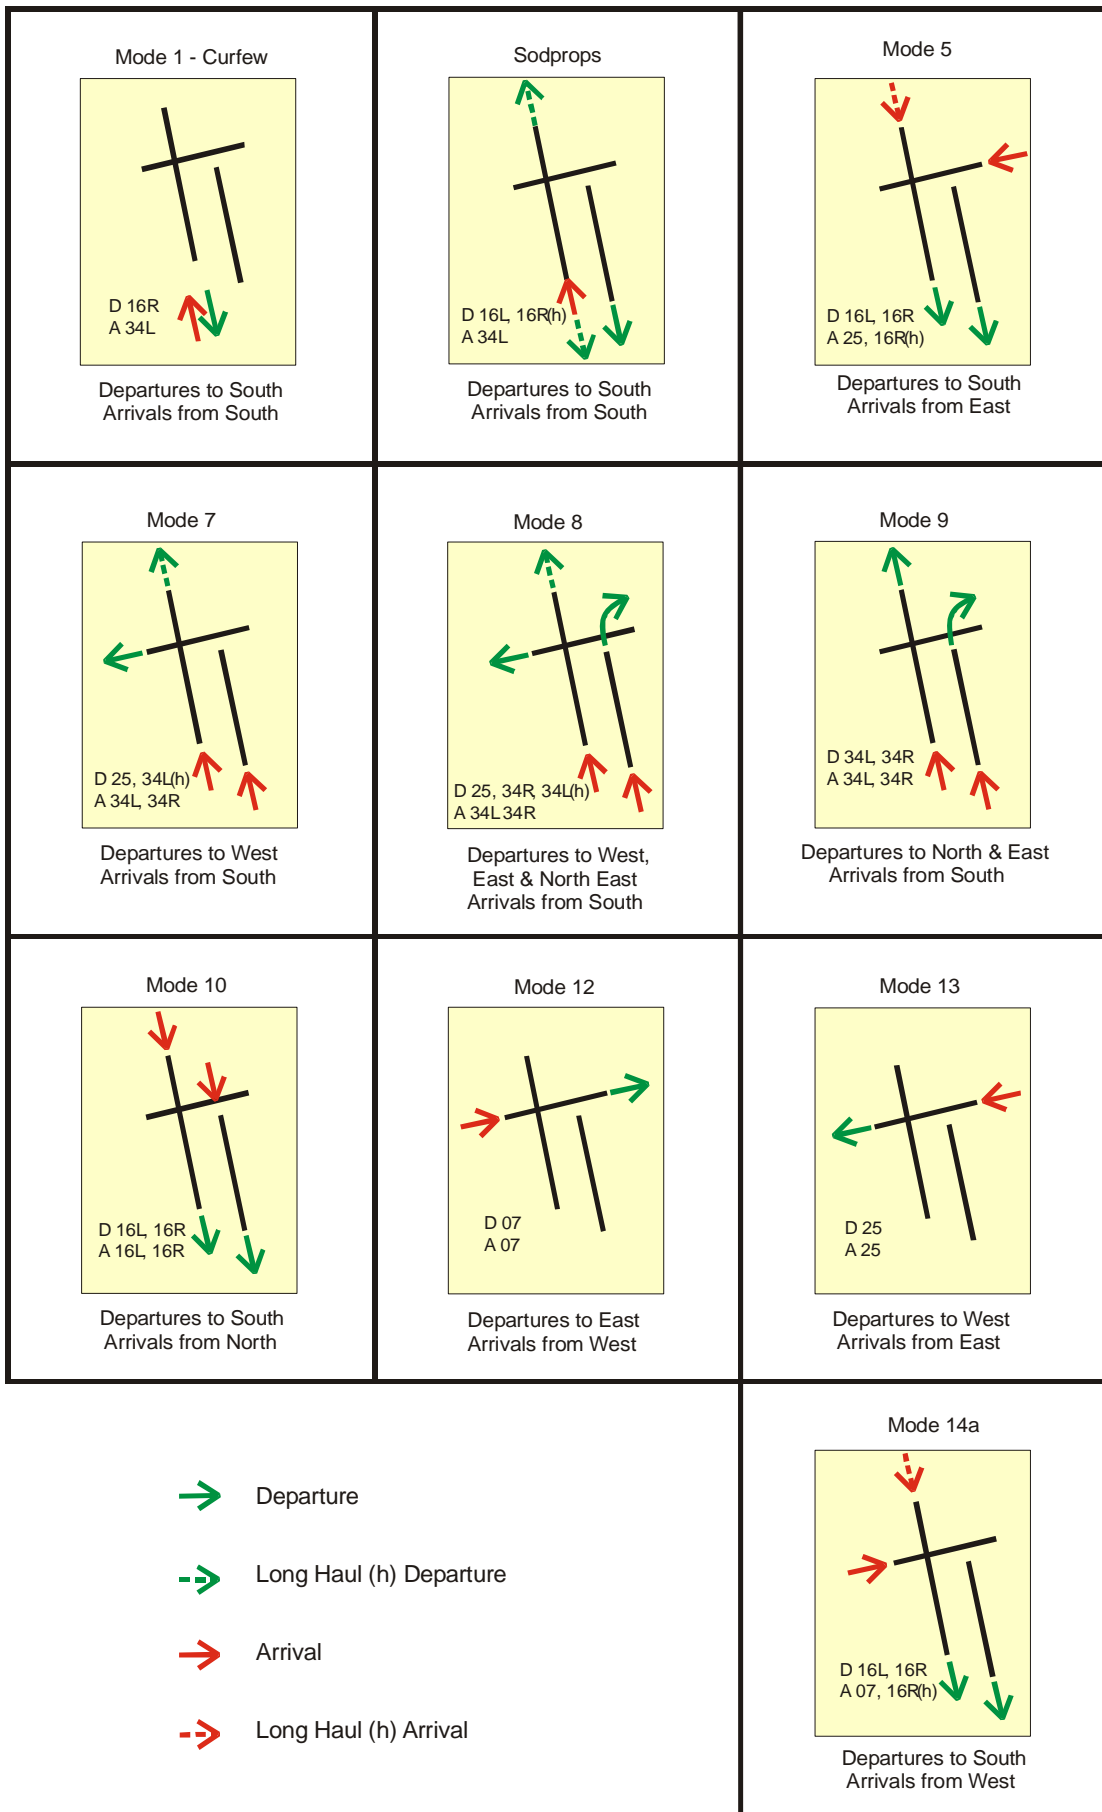 Mode 1 - Curfew
D 16R
A 34L
Departures to South
Arrivals from South
Sodprops
D 16L, 16R(h)
A 34L
Departures to South
Arrivals from South
Mode 5
D 16L, 16R
A 25, 16R(h)
Departures to South
Arrivals from East
Mode 7
D 25, 34L(h)
A 34L, 34R
Departures to West
Arrivals from South
Mode 8
D 25, 34R, 34L(h)
A 34L 34R
Departures to West,
East & North East
Arrivals from South
Mode 9
D 34L, 34R
A 34L, 34R
Departures to North & East
Arrivals from South
Mode 10
D 16L, 16R
A 16L, 16R
Departures to South
Arrivals from North
Mode 12
D 07
A 07
Departures to East
Arrivals from West
Mode 13
D 25
A 25
Departures to West
Arrivals from East
Departure
Long Haul (h) Departure
Arrival
Long Haul (h) Arrival
Mode 14a
D 16L, 16R
A 07, 16R(h)
Departures to South
Arrivals from West